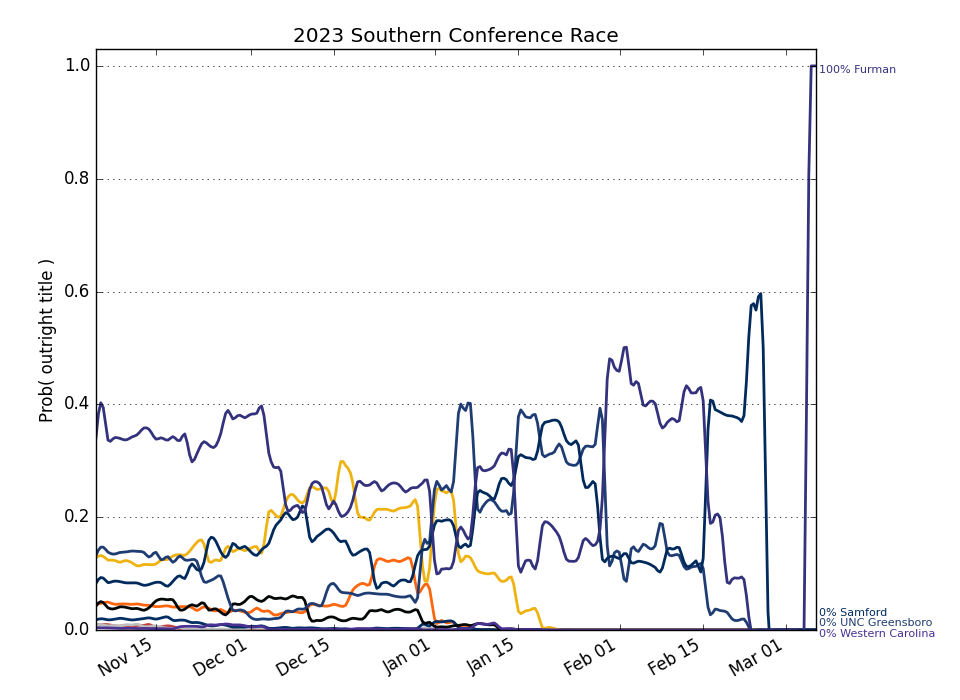 2023 Southern Conference Race
Prob( outright title )
1.0
0.8
0.6
0.4
0.2
0.0
100% Furman
0% Samford
0% UNC Greensboro
0% Western Carolina
Nov 15
Dec 01
Dec 15
Jan 01
Jan 15
Feb 01
Feb 15
Mar 01